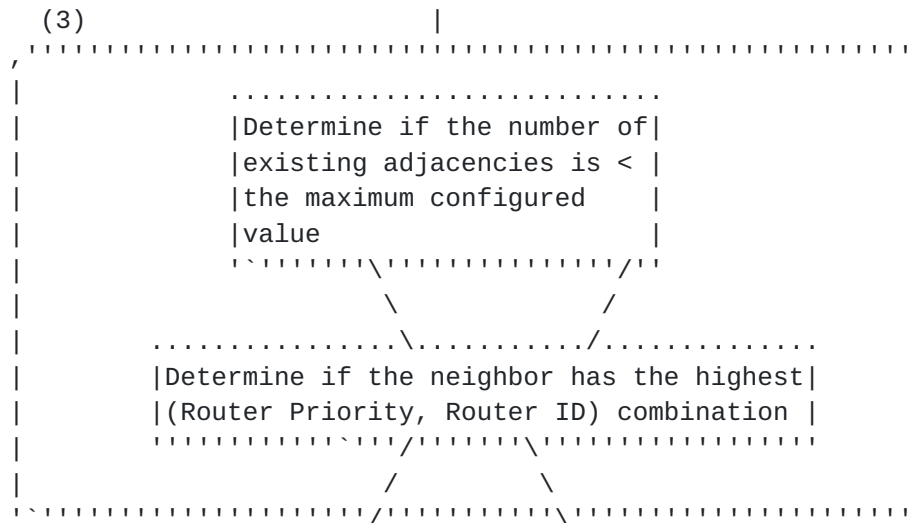 (3)
Determine if the number of
existing adjacencies is <
the maximum configured
value
Determine if the neighbor has the highest
(Router Priority, Router ID) combination